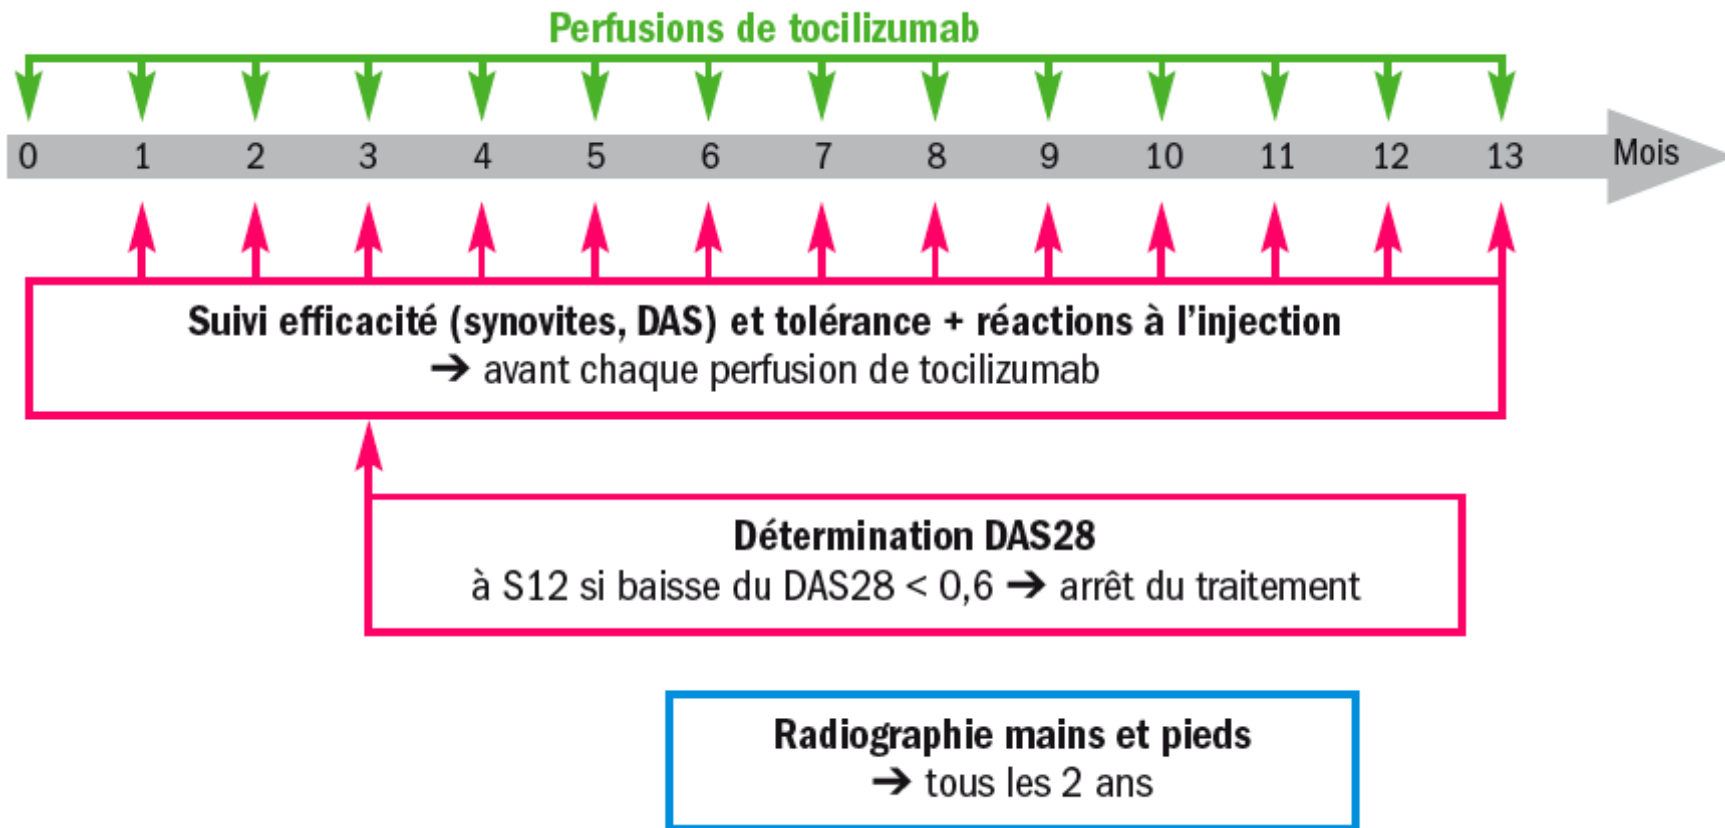 Perfusions de tocilizumab
0 1 2 3 4 5 6 7 8 9 10 11 12 13 Mois
Suivi efficacité (synovites, DAS) et tolérance + réactions à l'injection
➔ avant chaque perfusion de tocilizumab
Détermination DAS28
à S12 si baisse du DAS28 < 0,6 ➔ arrêt du traitement
Radiographie mains et pieds
➔ tous les 2 ans